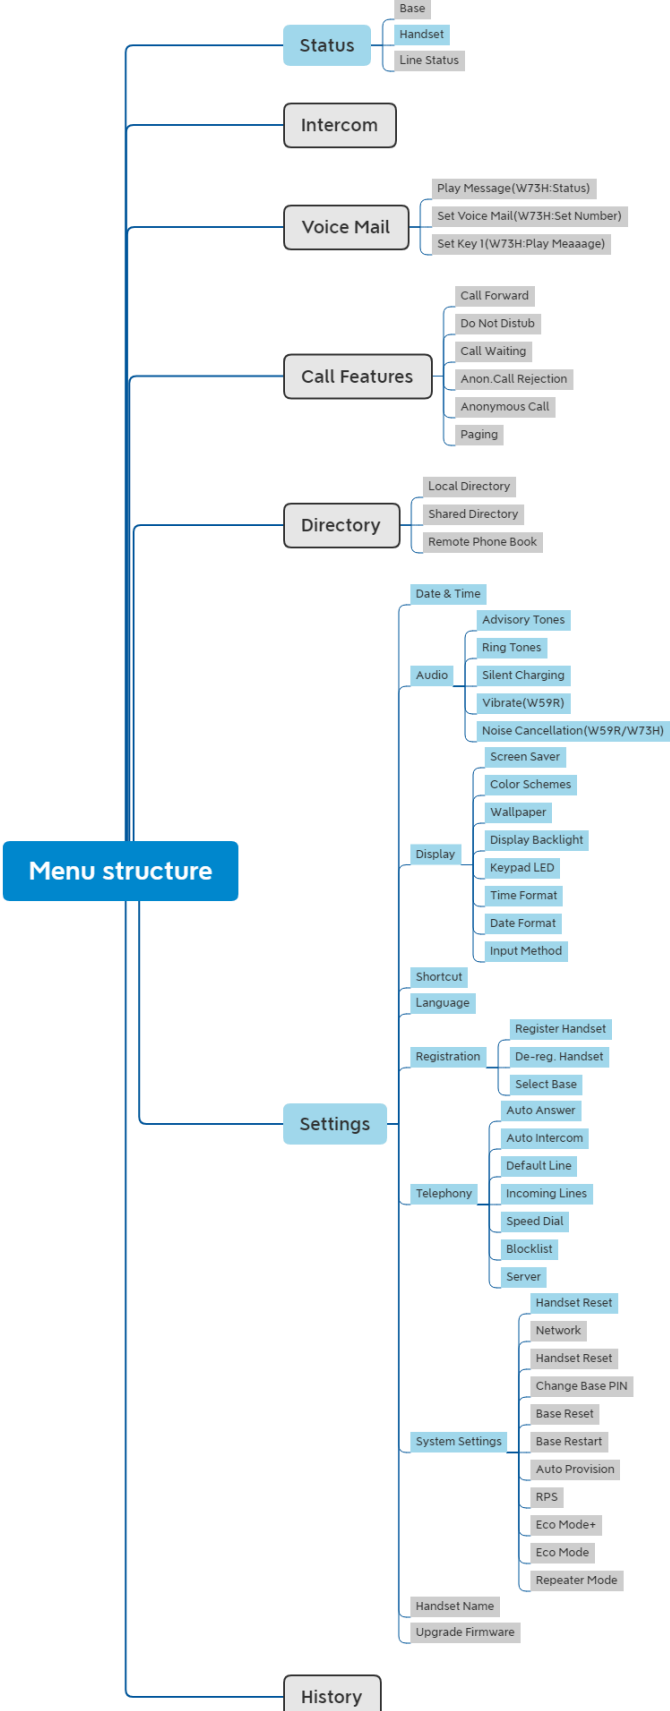 Base
Status
Handset
Line Status
Intercom
Play Message(W73H:Status)
Voice Mail
Set Voice Mail(W73H:Set Number)
Set Key 1(W73H:Play Meaaage)
Call Forward
Do Not Distub
Call Waiting
Call Features
Anon.Call Rejection
Anonymous Call
Paging
Local Directory
Directory
Shared Directory
Remote Phone Book
Date & Time
Audio
Advisory Tones
Ring Tones
Silent Charging
Vibrate(W59R)
Noise Cancellation(W59R/W73H)
Display
Screen Saver
Color Schemes
Wallpaper
Display Backlight
Keypad LED
Time Format
Date Format
Input Method
Menu structure
Shortcut
Language
Registration
Register Handset
De-reg. Handset
Select Base
Settings
Telephony
Auto Answer
Auto Intercom
Default Line
Incoming Lines
Speed Dial
Blocklist
Server
System Settings
Handset Reset
Network
Handset Reset
Change Base PIN
Base Reset
Base Restart
Auto Provision
RPS
Eco Mode+
Eco Mode
Repeater Mode
Handset Name
Upgrade Firmware
History